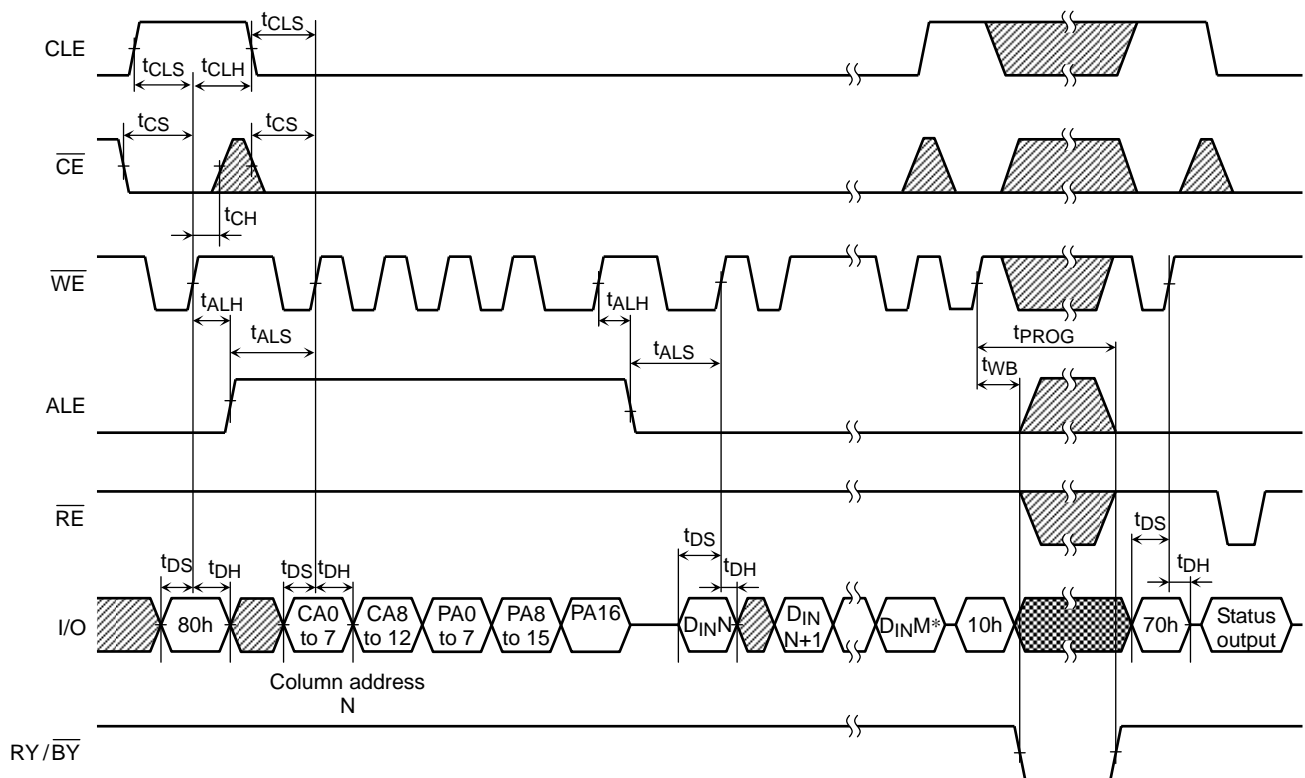 tCLS
CLE
tCLS tCLH
tCS tCS
CE
tCH
WE
tALH tALH
tALS tALS tPROG
tWB
ALE
RE
tDS tDH tDS tDH tDS tDH tDS tDH
I/O 80h CA0 to 7 CA8 to 12 PA0 to 7 PA8 to 15 PA16 DINN DIN N+1 DINM* 10h 70h Status output
Column address
N
RY/BY